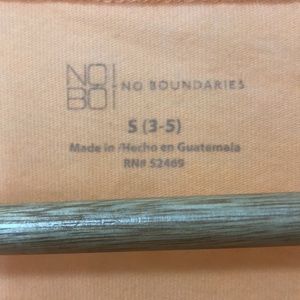 NO
BO
NO BOUNDARIES
S (3-5)
Made in /Hecho en Guatemala
RN# 52469